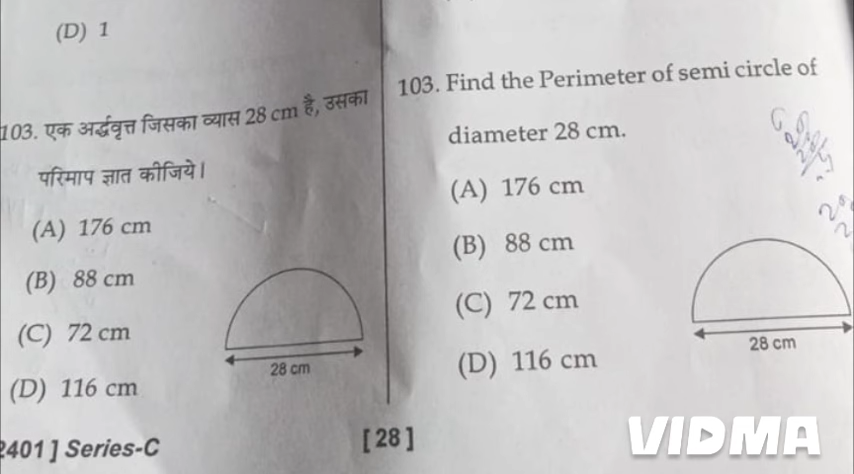 (D) 1
103. एक अर्द्धवृत्त जिसका व्यास 28 cm है, उसका
परिमाप ज्ञात कीजिये।
(A) 176 cm
(B) 88 cm
(C) 72 cm
(D) 116 cm
28 cm
2401 ] Series-C
103. Find the Perimeter of semi circle of
diameter 28 cm.
(A) 176 cm
(B) 88 cm
(C) 72 cm
(D) 116 cm
28 cm
[ 28 ]
VIDMA